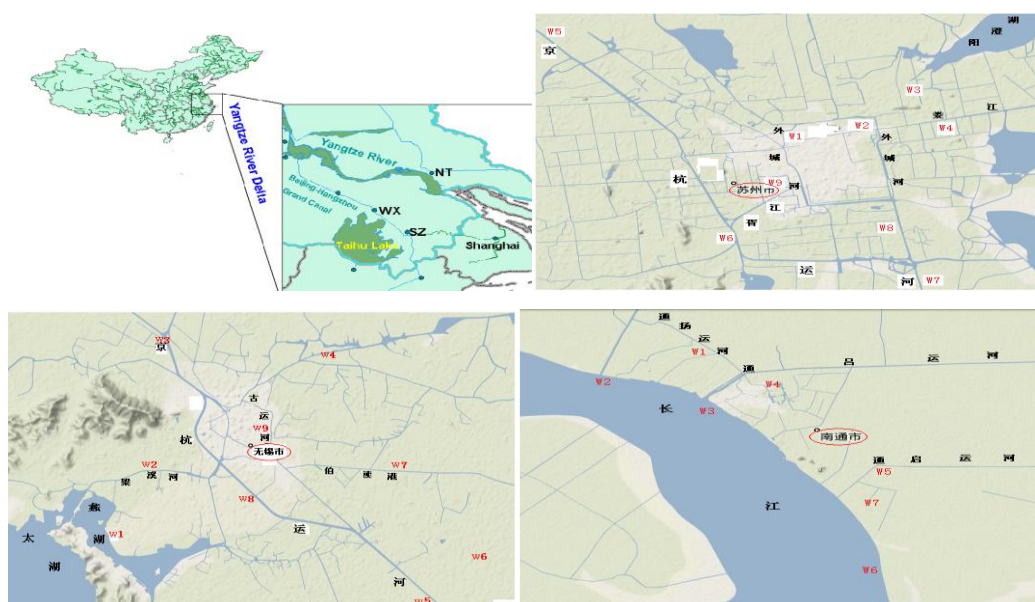 Yangtze River Delta
Yangtze River
NT
Beijing-Hangzhou
Grand Canal
WX
SZ
Taihu Lake
Shanghai
W5
京
杭
运
河
阳
澄
湖
W3
娄
江
W4
外
城
河
W1
W2
外
城
河
W9
苏州市
胥
江
W6
W8
W7
W3
京
杭
运
河
W4
古
运
河
W9
无锡市
W2
梁
溪
河
伯
渎
港
W7
W8
蠡
湖
W1
太
湖
W6
W5
通
扬
运
河
W1
通
吕
运
河
W2
W4
W3
长
江
南通市
通
启
运
河
W5
W7
W6